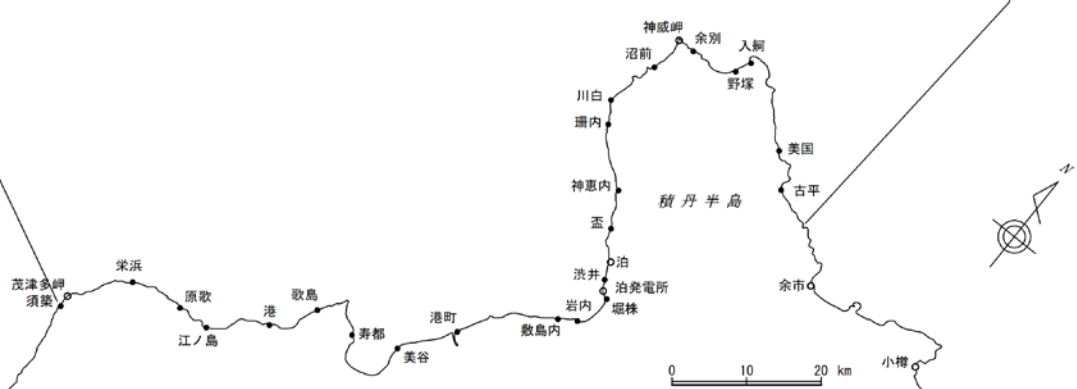 神威岬
余別
入舸
沼前
野塚
川白
珊内
美国
神恵内
積丹半島
古平
N
盃
泊
茂津多岬
栄浜
渋井
泊発電所
余市
須築
原歌
歌島
岩内
堀株
江ノ島
港
港町
敷島内
寿都
美谷
小樽
0 10 20 km